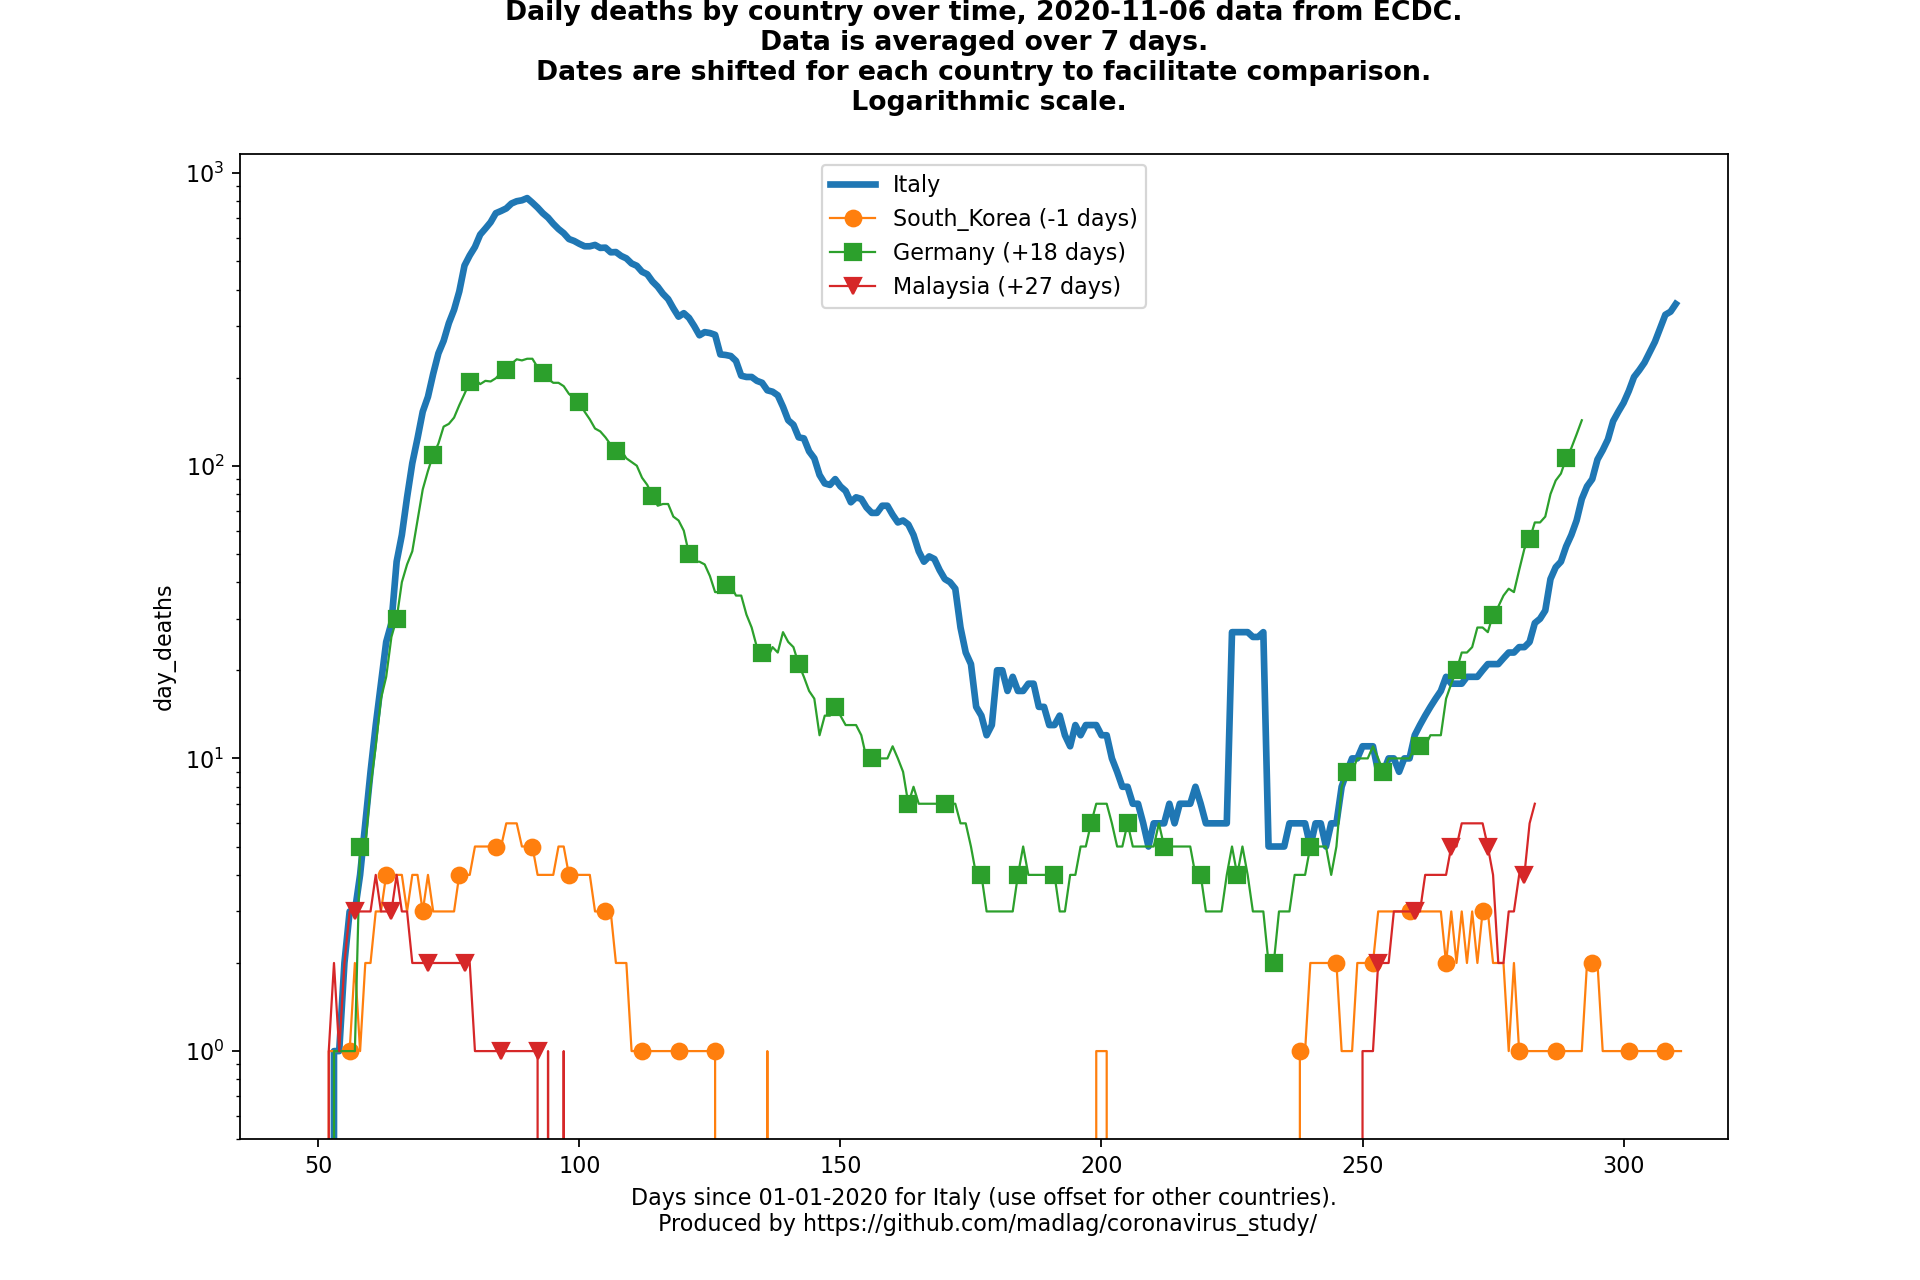 Daily deaths by country over time, 2020-11-06 data from ECDC.
Data is averaged over 7 days.
Dates are shifted for each country to facilitate comparison.
Logarithmic scale.
10³
Italy
South_Korea (-1 days)
Germany (+18 days)
Malaysia (+27 days)
10²
day_deaths
10¹
10⁰
50 100 150 200 250 300
Days since 01-01-2020 for Italy (use offset for other countries).
Produced by https://github.com/madlag/coronavirus_study/